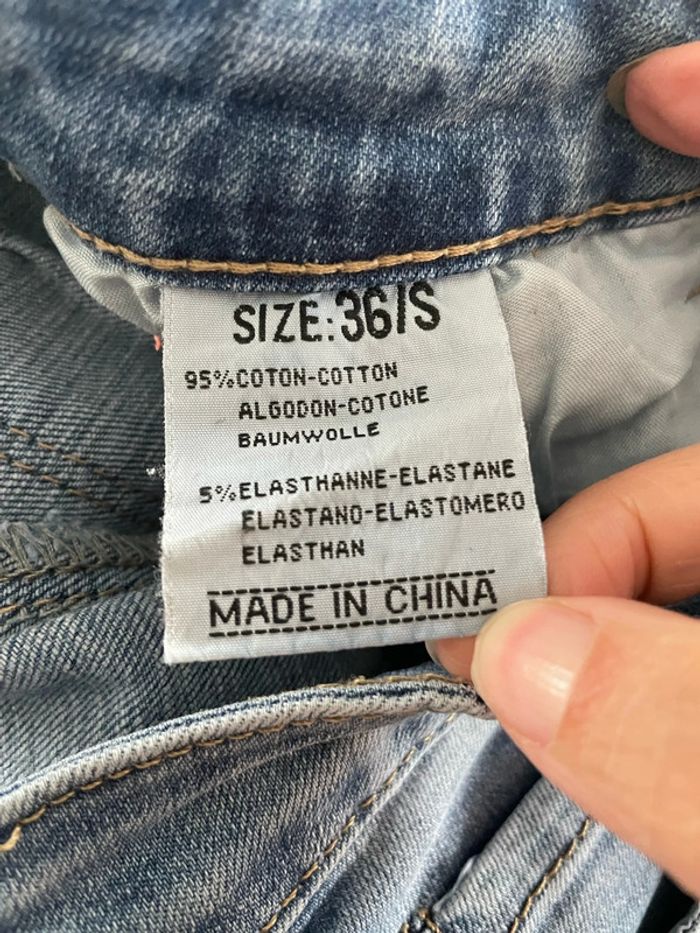 SIZE:36/S
95%COTON-COTTON
ALGODON-COTONE
BAUMWOLLE
5%ELASTHANNE-ELASTANE
ELASTANO-ELASTOMERO
ELASTHAN
MADE IN CHINA